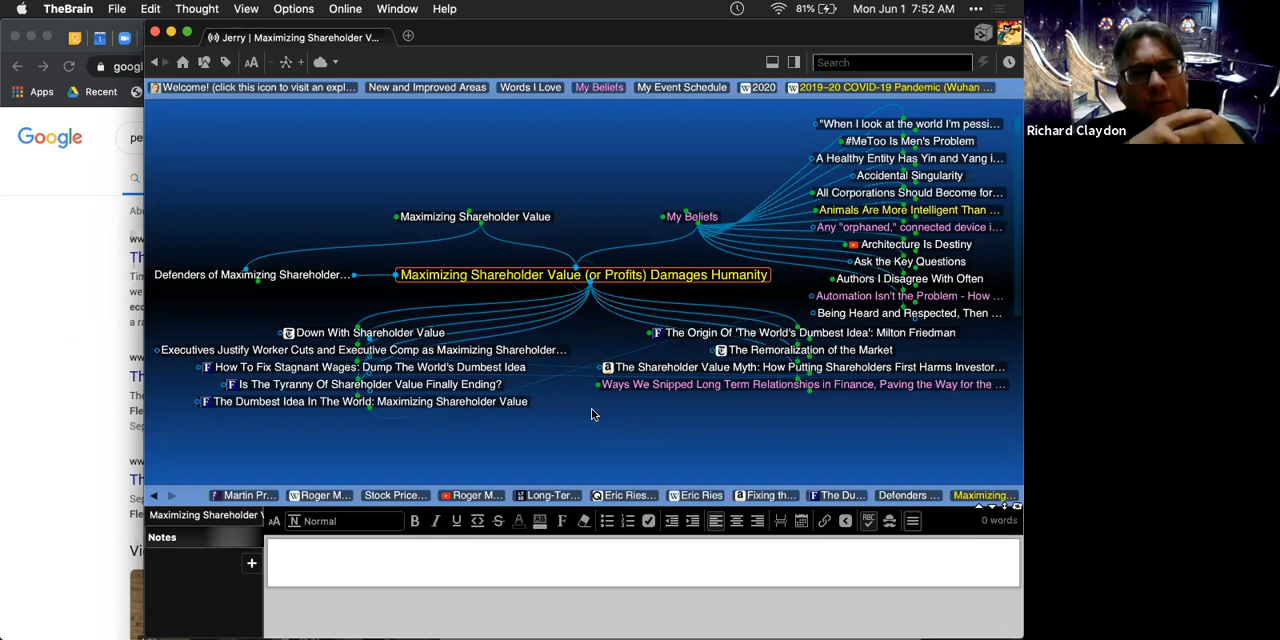 TheBrain File Edit Thought View Options Online Window Help 81% Mon Jun 1 7:52 AM
Jerry | Maximizing Shareholder V...
googl
Search
Apps Recent
Welcome! (click this icon to visit an expl... New and Improved Areas Words I Love My Beliefs My Event Schedule 2020 2019–20 COVID-19 Pandemic (Wuhan ...
Google
pe
"When I look at the world I'm pessi...
#MeToo Is Men's Problem
A Healthy Entity Has Yin and Yang i...
Accidental Singularity
All Corporations Should Become for...
Animals Are More Intelligent Than ...
Any "orphaned," connected device i...
Architecture Is Destiny
Ask the Key Questions
Authors I Disagree With Often
Automation Isn't the Problem - How ...
Being Heard and Respected, Then ...
Maximizing Shareholder Value
My Beliefs
Defenders of Maximizing Shareholder...
Maximizing Shareholder Value (or Profits) Damages Humanity
Down With Shareholder Value
Executives Justify Worker Cuts and Executive Comp as Maximizing Shareholder...
How To Fix Stagnant Wages: Dump The World's Dumbest Idea
Is The Tyranny Of Shareholder Value Finally Ending?
The Dumbest Idea In The World: Maximizing Shareholder Value
The Origin Of 'The World's Dumbest Idea': Milton Friedman
The Remoralization of the Market
The Shareholder Value Myth: How Putting Shareholders First Harms Investor...
Ways We Snipped Long Term Relationships in Finance, Paving the Way for the ...
Martin Pr... Roger M... Stock Price... Roger M... Long-Ter... Eric Ries... Eric Ries Fixing th... The Du... Defenders ... Maximizing...
Maximizing Shareholder V
Normal
0 words
Notes
Richard Claydon